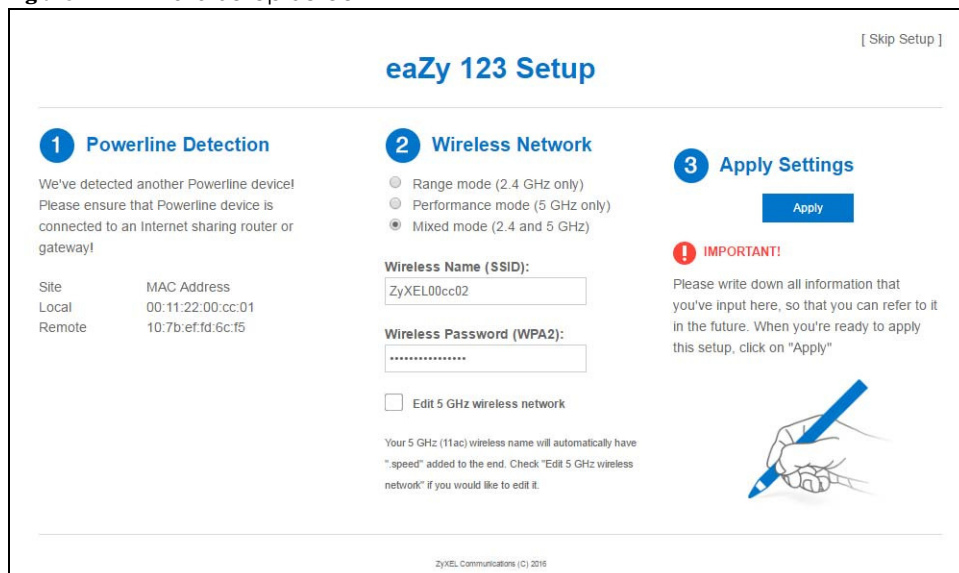 [ Skip Setup ]
eaZy 123 Setup
1 Powerline Detection
We've detected another Powerline device!
Please ensure that Powerline device is
connected to an Internet sharing router or
gateway!
Site MAC Address
Local 00:11:22:00:cc:01
Remote 10:7b:ef:fd:6c:f5
2 Wireless Network
Range mode (2.4 GHz only)
Performance mode (5 GHz only)
Mixed mode (2.4 and 5 GHz)
Wireless Name (SSID):
ZyXEL00cc02
Wireless Password (WPA2):
••••••••••••••••
Edit 5 GHz wireless network
Your 5 GHz (11ac) wireless name will automatically have
".speed" added to the end. Check "Edit 5 GHz wireless
network" if you would like to edit it.
3 Apply Settings
Apply
! IMPORTANT!
Please write down all information that
you've input here, so that you can refer to it
in the future. When you're ready to apply
this setup, click on "Apply"
ZyXEL Communications (C) 2016